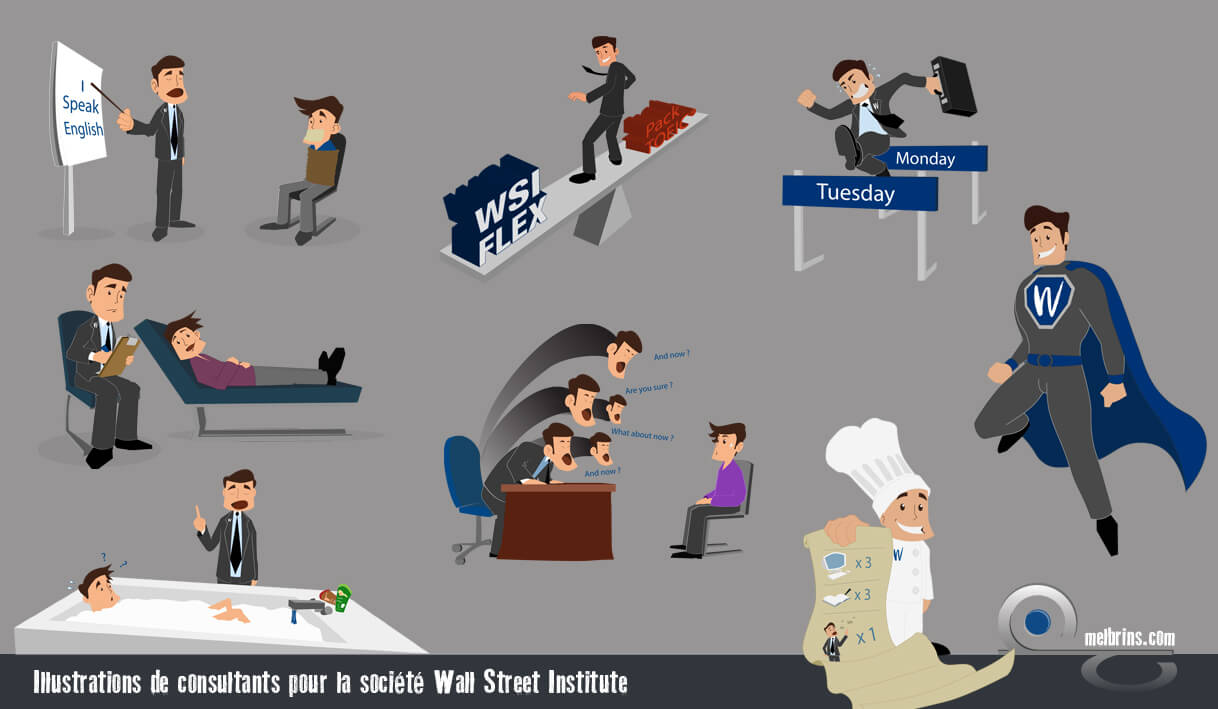 I
Speak
English
WSI
FLEX
Pack
TOEIC
Monday
Tuesday
W
W
And now ?
Are you sure ?
What about now ?
And now ?
? ?
W
x 3
x 3
x 1
melbrins.com
Illustrations de consultants pour la société Wall Street Institute